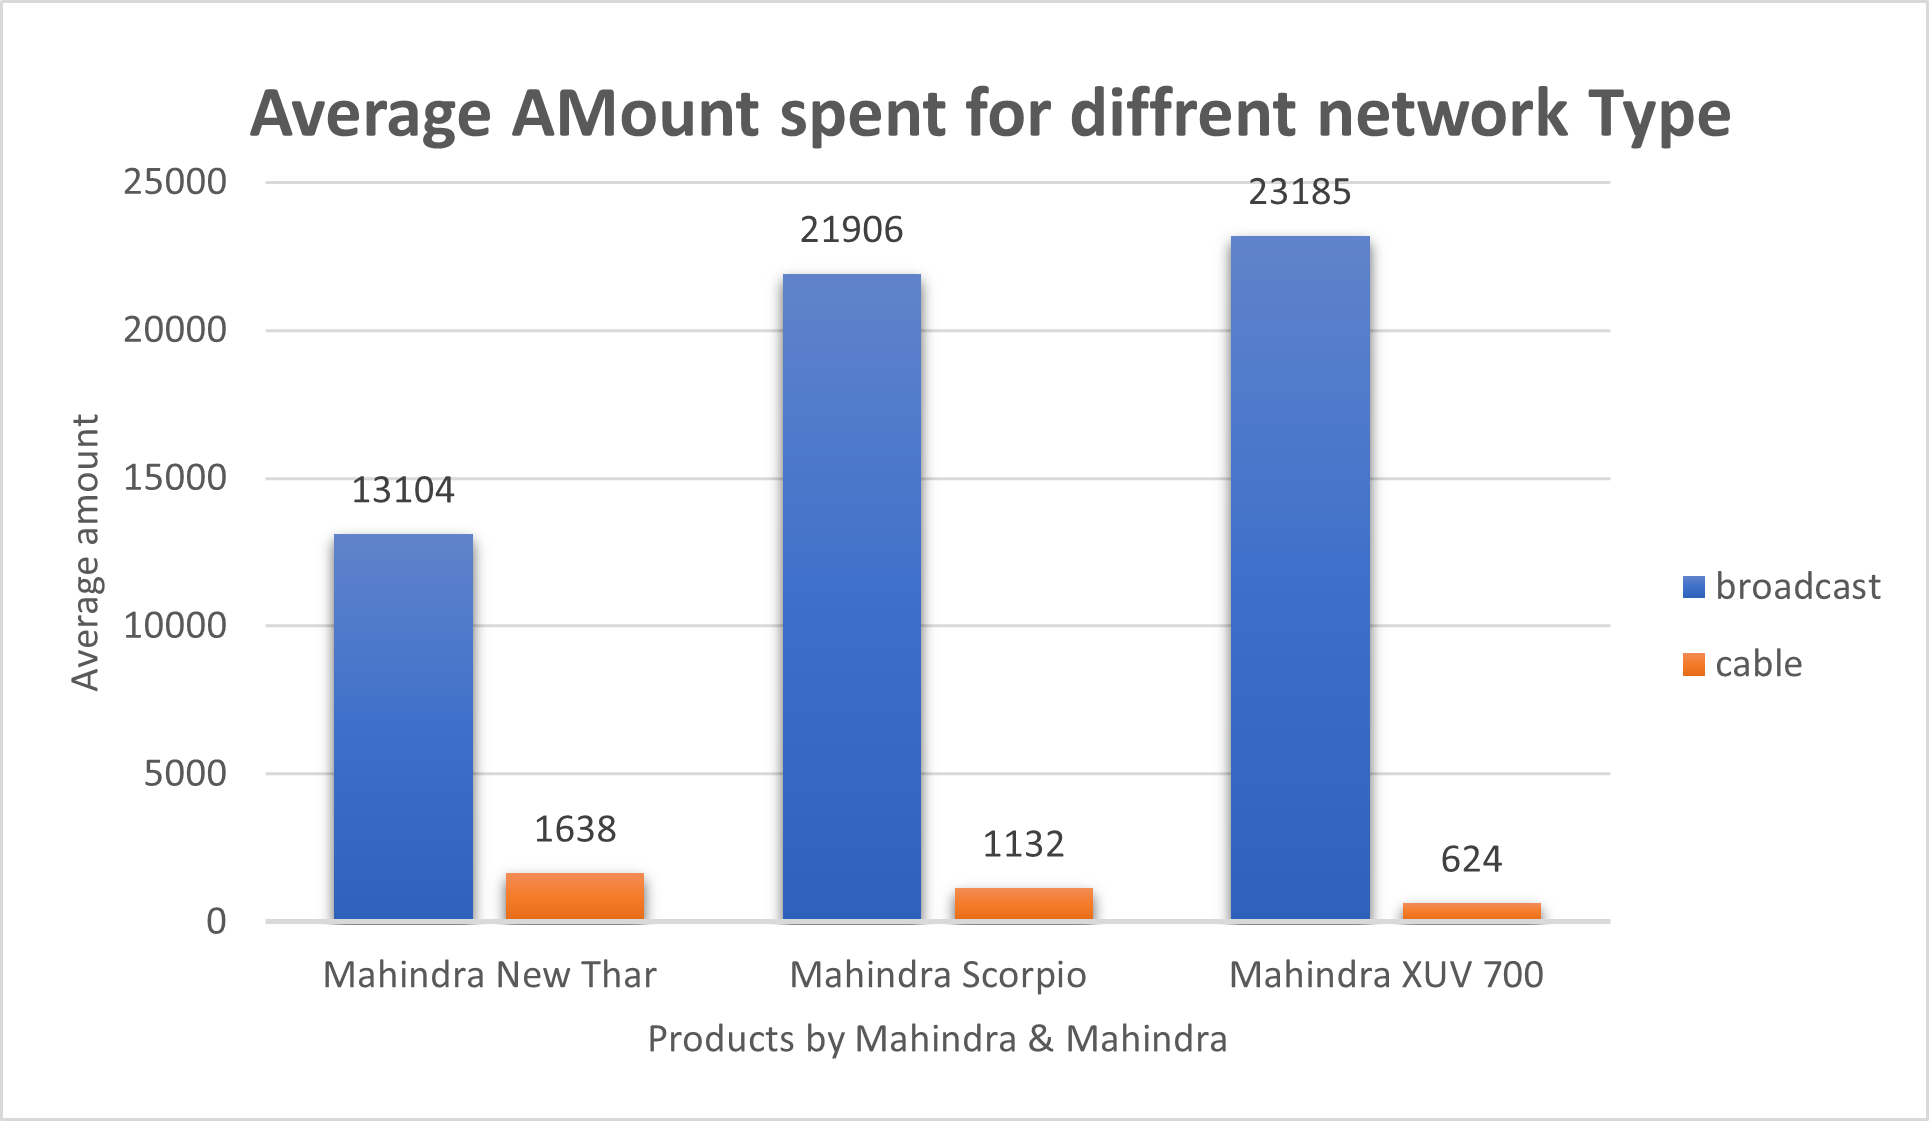 Average AMount spent for diffrent network Type
25000
20000
15000
10000
5000
0
Average amount
13104
1638
21906
1132
23185
624
Mahindra New Thar
Mahindra Scorpio
Mahindra XUV 700
Products by Mahindra & Mahindra
broadcast
cable